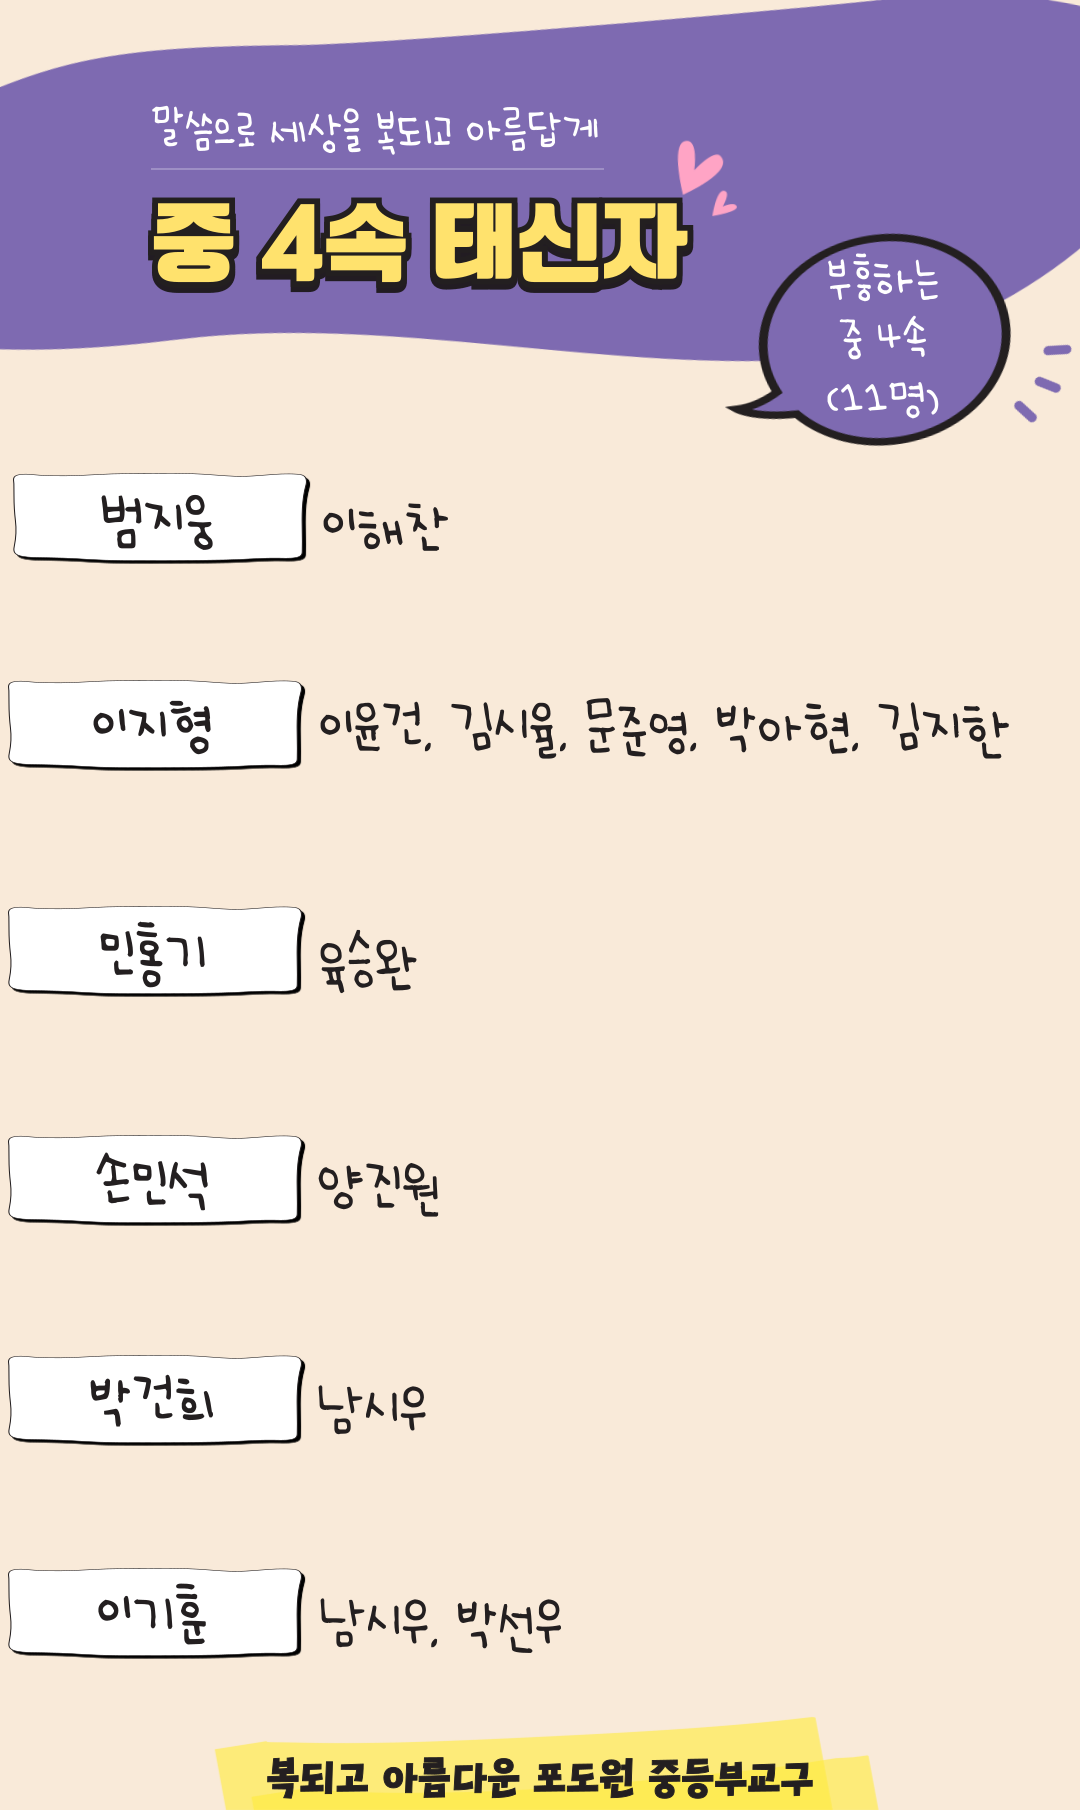 말씀으로 세상을 복되고 아름답게
중 4속 태신자
부흥하는
중 4속
(11명)
범지웅
이해찬
이지형
이윤건, 김시율, 문준영, 박아현, 김지한
민홍기
육승완
손민석
양진원
박건희
남시우
이기훈
남시우, 박선우
복되고 아름다운 포도원 중등부교구